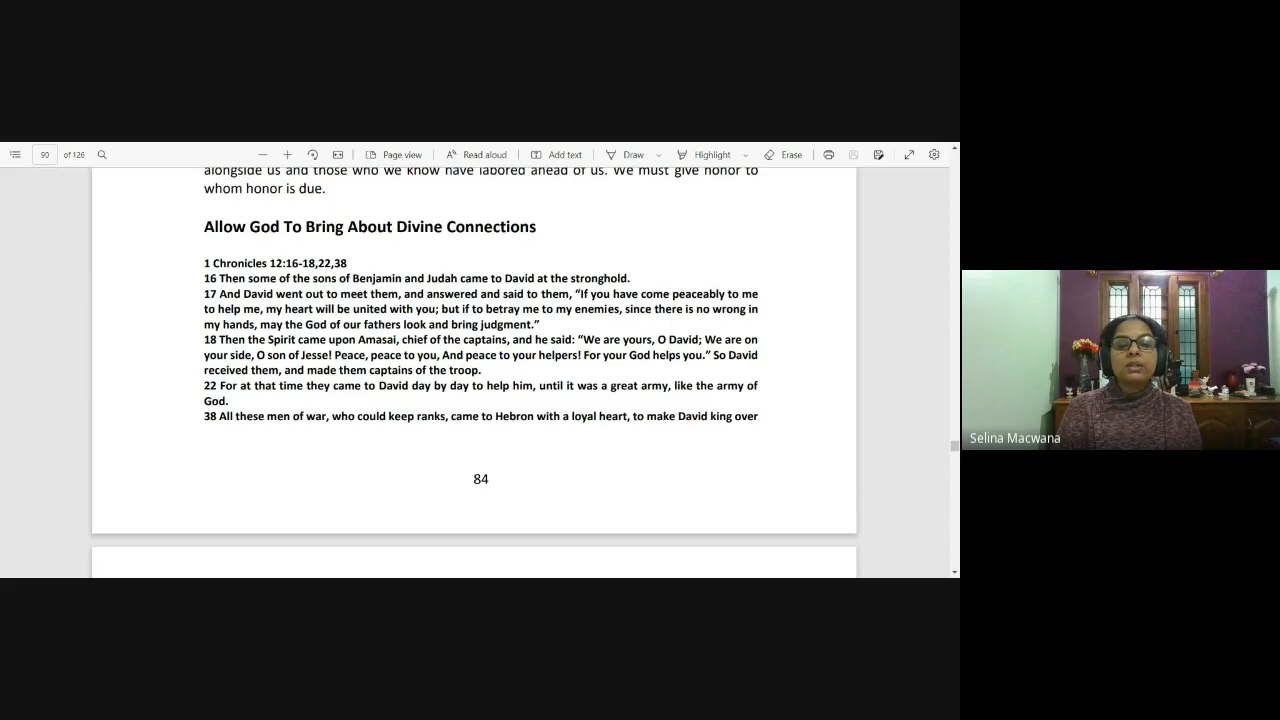 90 of 126 Page view Read aloud Add text Draw Highlight Erase
alongside us and those who we know have labored ahead of us. We must give honor to
whom honor is due.
Allow God To Bring About Divine Connections
1 Chronicles 12:16-18,22,38
16 Then some of the sons of Benjamin and Judah came to David at the stronghold.
17 And David went out to meet them, and answered and said to them, “If you have come peaceably to me
to help me, my heart will be united with you; but if to betray me to my enemies, since there is no wrong in
my hands, may the God of our fathers look and bring judgment.”
18 Then the Spirit came upon Amasai, chief of the captains, and he said: “We are yours, O David; We are on
your side, O son of Jesse! Peace, peace to you, And peace to your helpers! For your God helps you.” So David
received them, and made them captains of the troop.
22 For at that time they came to David day by day to help him, until it was a great army, like the army of
God.
38 All these men of war, who could keep ranks, came to Hebron with a loyal heart, to make David king over
84
Selina Macwana